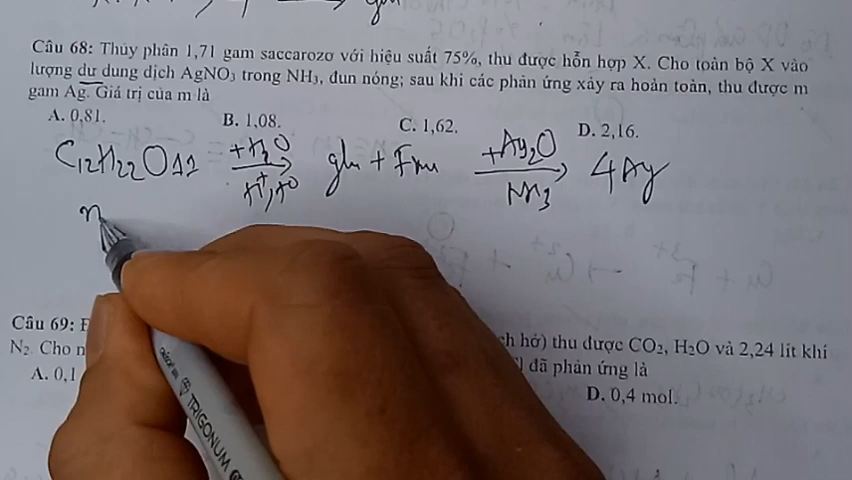 Câu 68: Thủy phân 1,71 gam saccarozơ với hiệu suất 75%, thu được hỗn hợp X. Cho toàn bộ X vào
lượng dư dung dịch AgNO₃ trong NH₃, đun nóng; sau khi các phản ứng xảy ra hoàn toàn, thu được m
gam Ag. Giá trị của m là
A. 0,81. B. 1,08. C. 1,62. D. 2,16.
C₁₂H₂₂O₁₁ +H₂O H⁺, t⁰ → glu + Fru +Ag₂O NH₃ → 4Ag
n
Câu 69: ch hở) thu được CO₂, H₂O và 2,24 lít khí
N₂. Cho đã phản ứng là
A. 0,1 D. 0,4 mol.
TRIGONUM